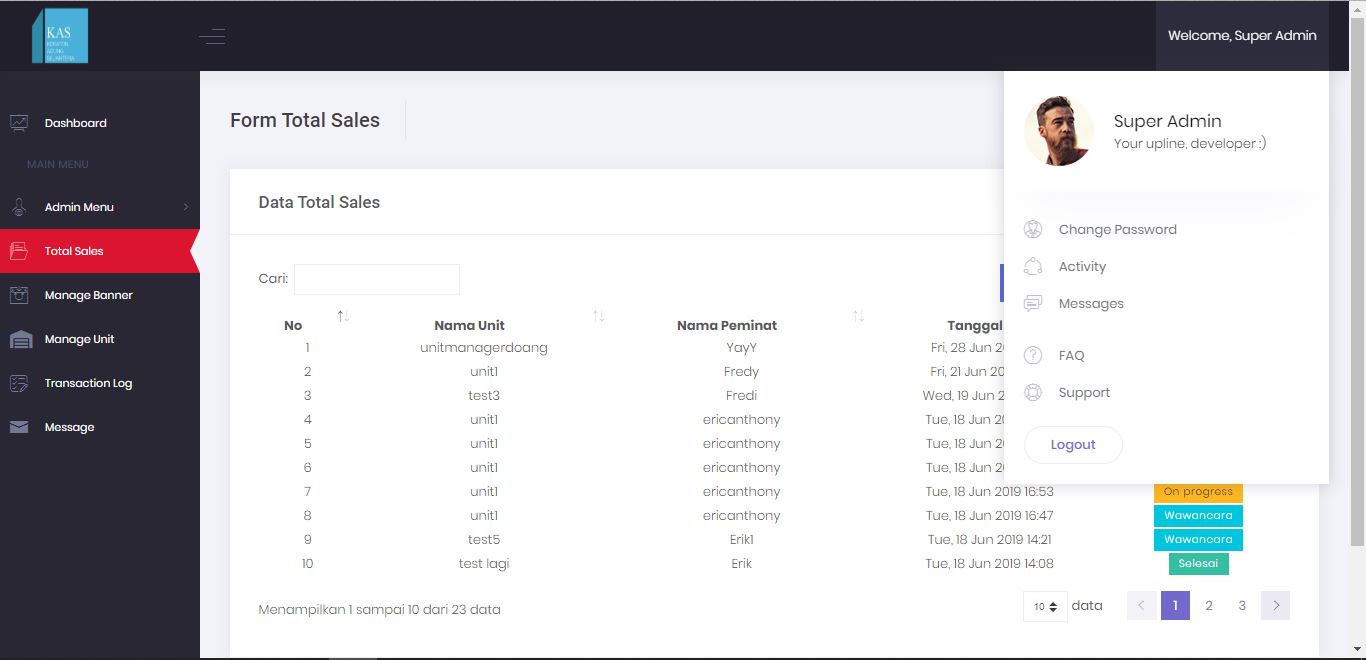 KAS
KERATON
AGUNG
SEJAHTERA
Welcome, Super Admin
Super Admin
Your upline, developer :)
Change Password
Activity
Messages
FAQ
Support
Logout
Dashboard
MAIN MENU
Admin Menu
Total Sales
Manage Banner
Manage Unit
Transaction Log
Message
Form Total Sales
Data Total Sales
Cari:
No Nama Unit Nama Peminat Tanggal
1 unitmanagerdoang YayY Fri, 28 Jun 20
2 unit1 Fredy Fri, 21 Jun 20
3 test3 Fredi Wed, 19 Jun 2
4 unit1 ericanthony Tue, 18 Jun 20
5 unit1 ericanthony Tue, 18 Jun 20
6 unit1 ericanthony Tue, 18 Jun 20
7 unit1 ericanthony Tue, 18 Jun 2019 16:53 On progress
8 unit1 ericanthony Tue, 18 Jun 2019 16:47 Wawancara
9 test5 Erik1 Tue, 18 Jun 2019 14:21 Wawancara
10 test lagi Erik Tue, 18 Jun 2019 14:08 Selesai
Menampilkan 1 sampai 10 dari 23 data
10 data
1 2 3